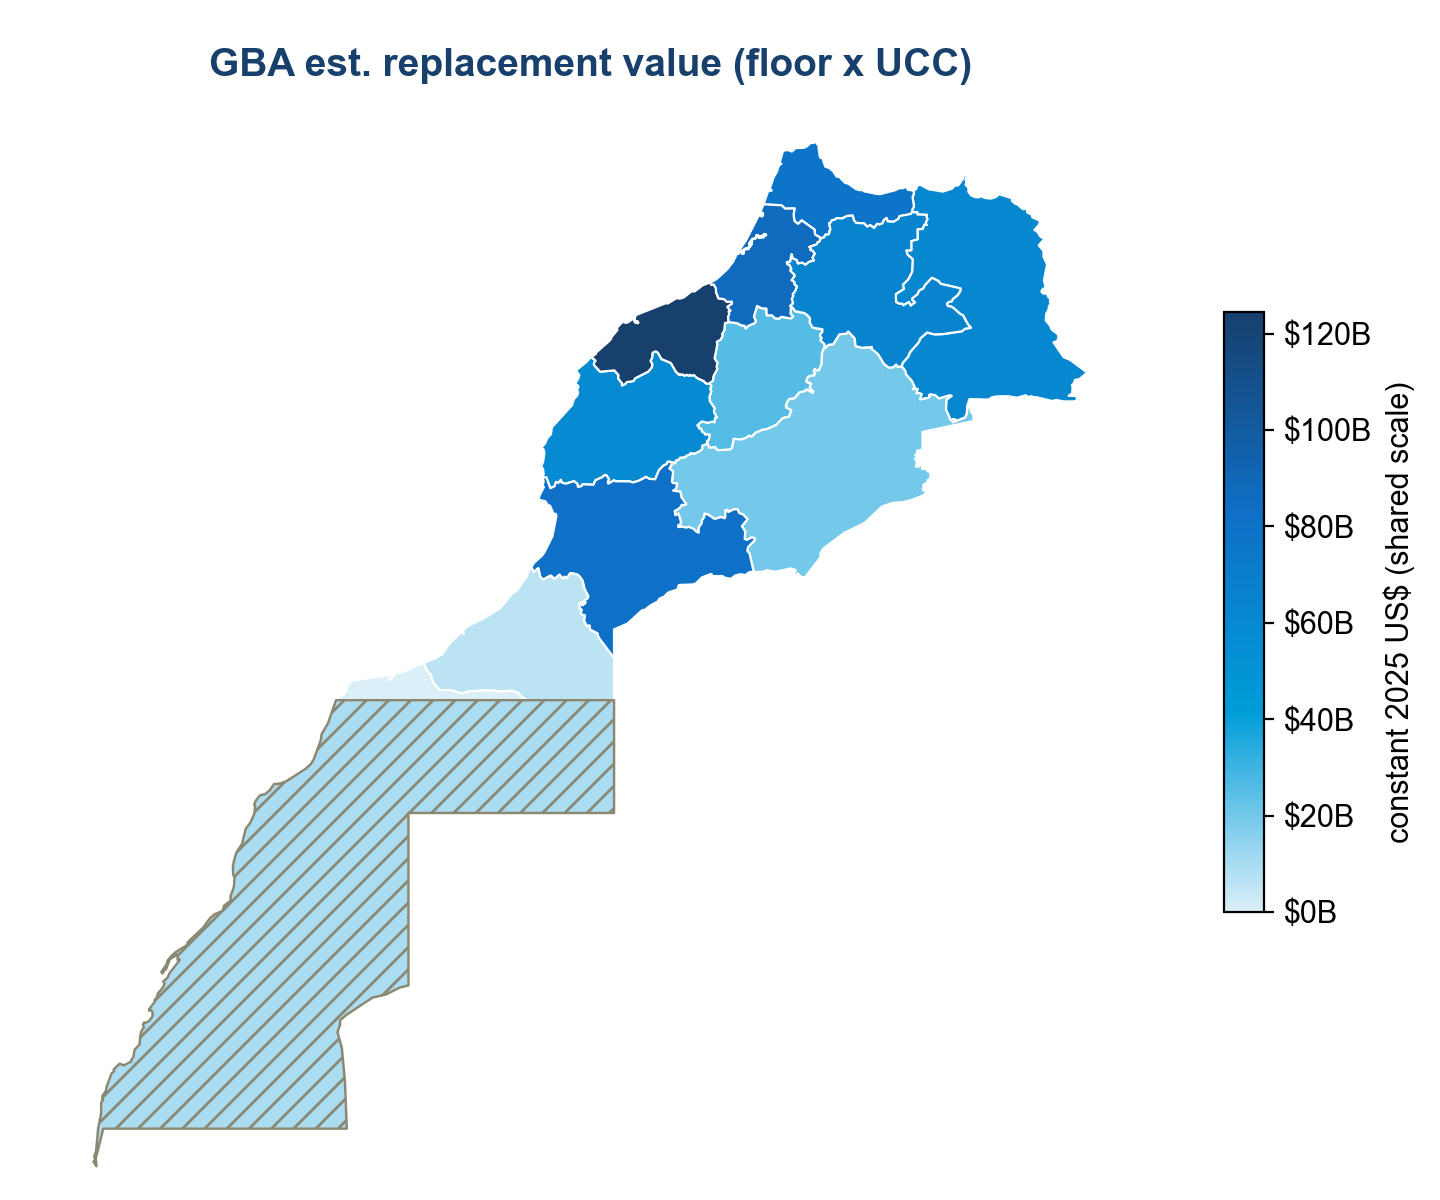 GBA est. replacement value (floor x UCC)
$120B
$100B
$80B
$60B
$40B
$20B
$0B
constant 2025 US$ (shared scale)